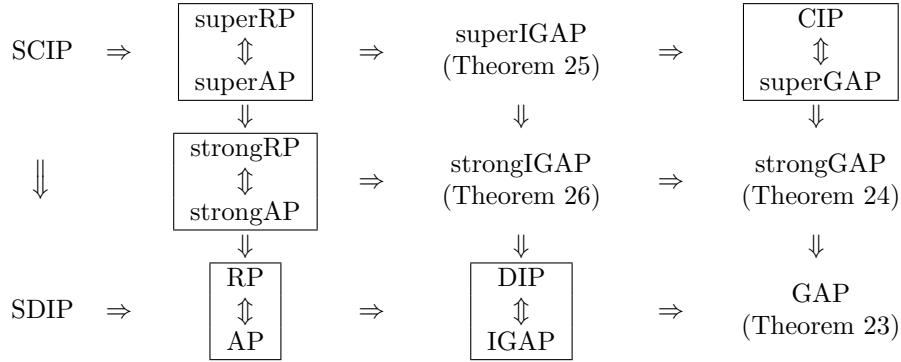 superRP
CIP
SCIP ⇒ ⇕ ⇒ superIGAP ⇒ ⇕
superAP (Theorem 25) superGAP
⇓ ⇓ ⇓
strongRP
⇓ ⇕ ⇒ strongIGAP ⇒ strongGAP
strongAP (Theorem 26) (Theorem 24)
⇓ ⇓ ⇓
RP DIP
SDIP ⇒ ⇕ ⇒ ⇕ ⇒ GAP
AP IGAP (Theorem 23)